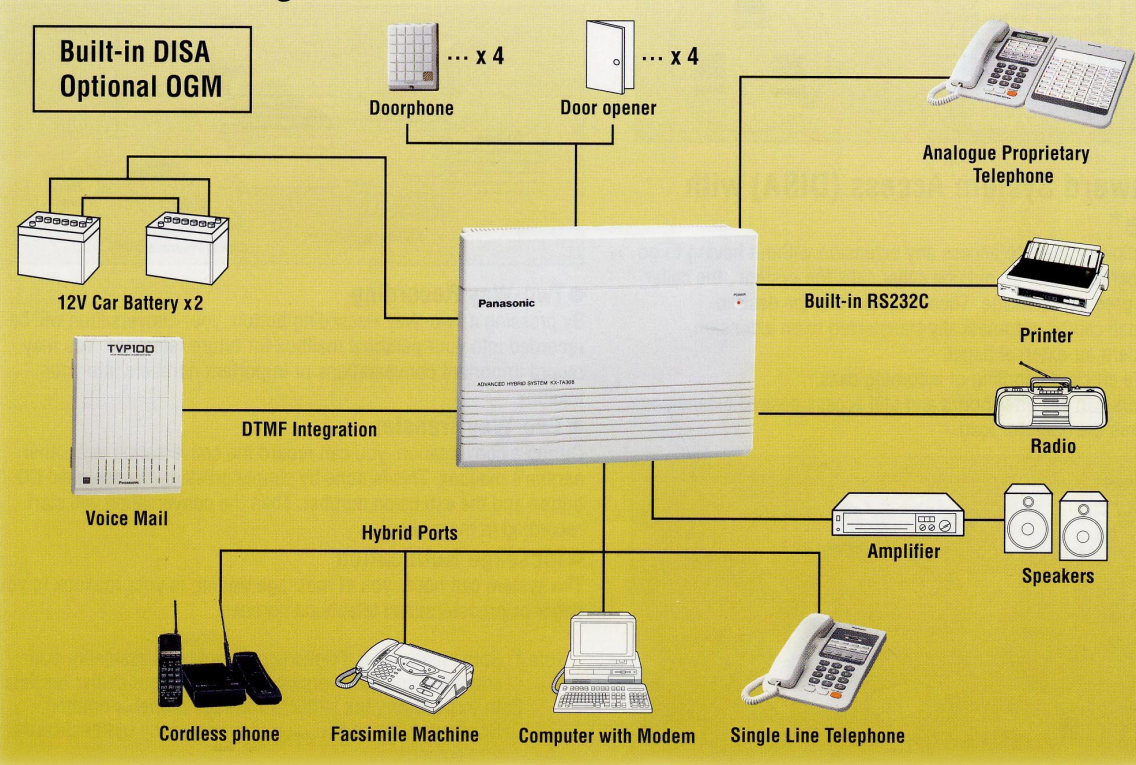 Built-in DISA
Optional OGM
... x 4
... x 4
Doorphone
Door opener
Analogue Proprietary
Telephone
12V Car Battery x2
Panasonic
POWER
Built-in RS232C
Printer
ADVANCED HYBRID SYSTEM KX-TA308
TVP100
Panasonic
DTMF Integration
Radio
Voice Mail
Hybrid Ports
Amplifier
Speakers
Cordless phone
Facsimile Machine
Computer with Modem
Single Line Telephone